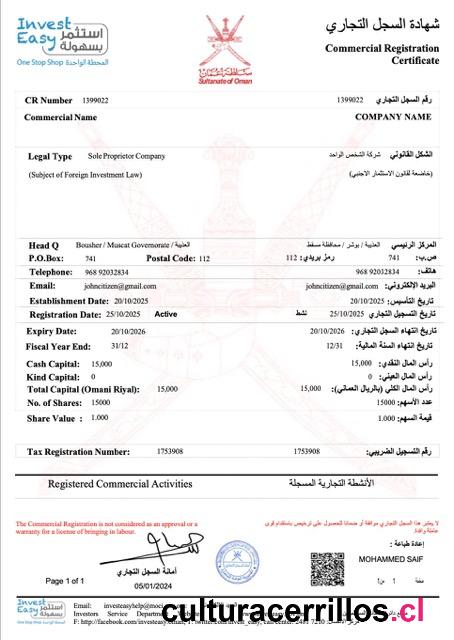 Invest Easy استثمر بسهولة
One Stop Shop المحطة الواحدة
سلطنة عُمان
Sultanate of Oman
شهادة السجل التجاري
Commercial Registration
Certificate
CR Number 1399022 1399022 رقم السجل التجاري
Commercial Name COMPANY NAME
Legal Type Sole Proprietor Company شركة الشخص الواحد الشكل القانوني
(Subject of Foreign Investment Law) (خاضعة لقانون الاستثمار الاجنبي)
Head Q Bousher / Muscat Governorate / العذيبة العذيبة / بوشر / محافظة مسقط المركز الرئيسي
P.O.Box: 741 Postal Code: 112 112 رمز بريدي: 741 ص.ب:
Telephone: 968 92032834 968 92032834 هاتف:
Email: johncitizen@gmail.com johncitizen@gmail.com البريد الإلكتروني:
Establishment Date: 20/10/2025 20/10/2025 تاريخ التأسيس:
Registration Date: 25/10/2025 Active نشط 25/10/2025 تاريخ التسجيل التجاري
Expiry Date: 20/10/2026 20/10/2026 تاريخ انتهاء السجل التجاري:
Fiscal Year End: 31/12 12/31 تاريخ انتهاء السنة المالية:
Cash Capital: 15,000 15,000 رأس المال النقدي:
Kind Capital: 0 0 رأس المال العيني:
Total Capital (Omani Riyal): 15,000 15,000 رأس المال الكلي (بالريال العماني):
No. of Shares: 15000 15000 عدد الأسهم:
Share Value : 1.000 1.000 قيمة السهم:
Tax Registration Number: 1753908 1753908 رقم التسجيل الضريبي:
Registered Commercial Activities الأنشطة التجارية المسجلة
The Commercial Registration is not considered as an approval or a
warranty for a license of bringing in labour.
لا يعتبر هذا السجل التجاري موافقة أو ضمانا للحصول على ترخيص باستقدام قوى
عاملة وافدة.
إعادة طباعة :
MOHAMMED SAIF
أمانة السجل التجاري
05/01/2024
Page 1 of 1
صفحة 1 من 1
Invest Easy استثمر بسهولة
Email: investeasyhelp@moci
Investors Service Department
F: http://facebook.com/investeasy
culturacerrillos.cl